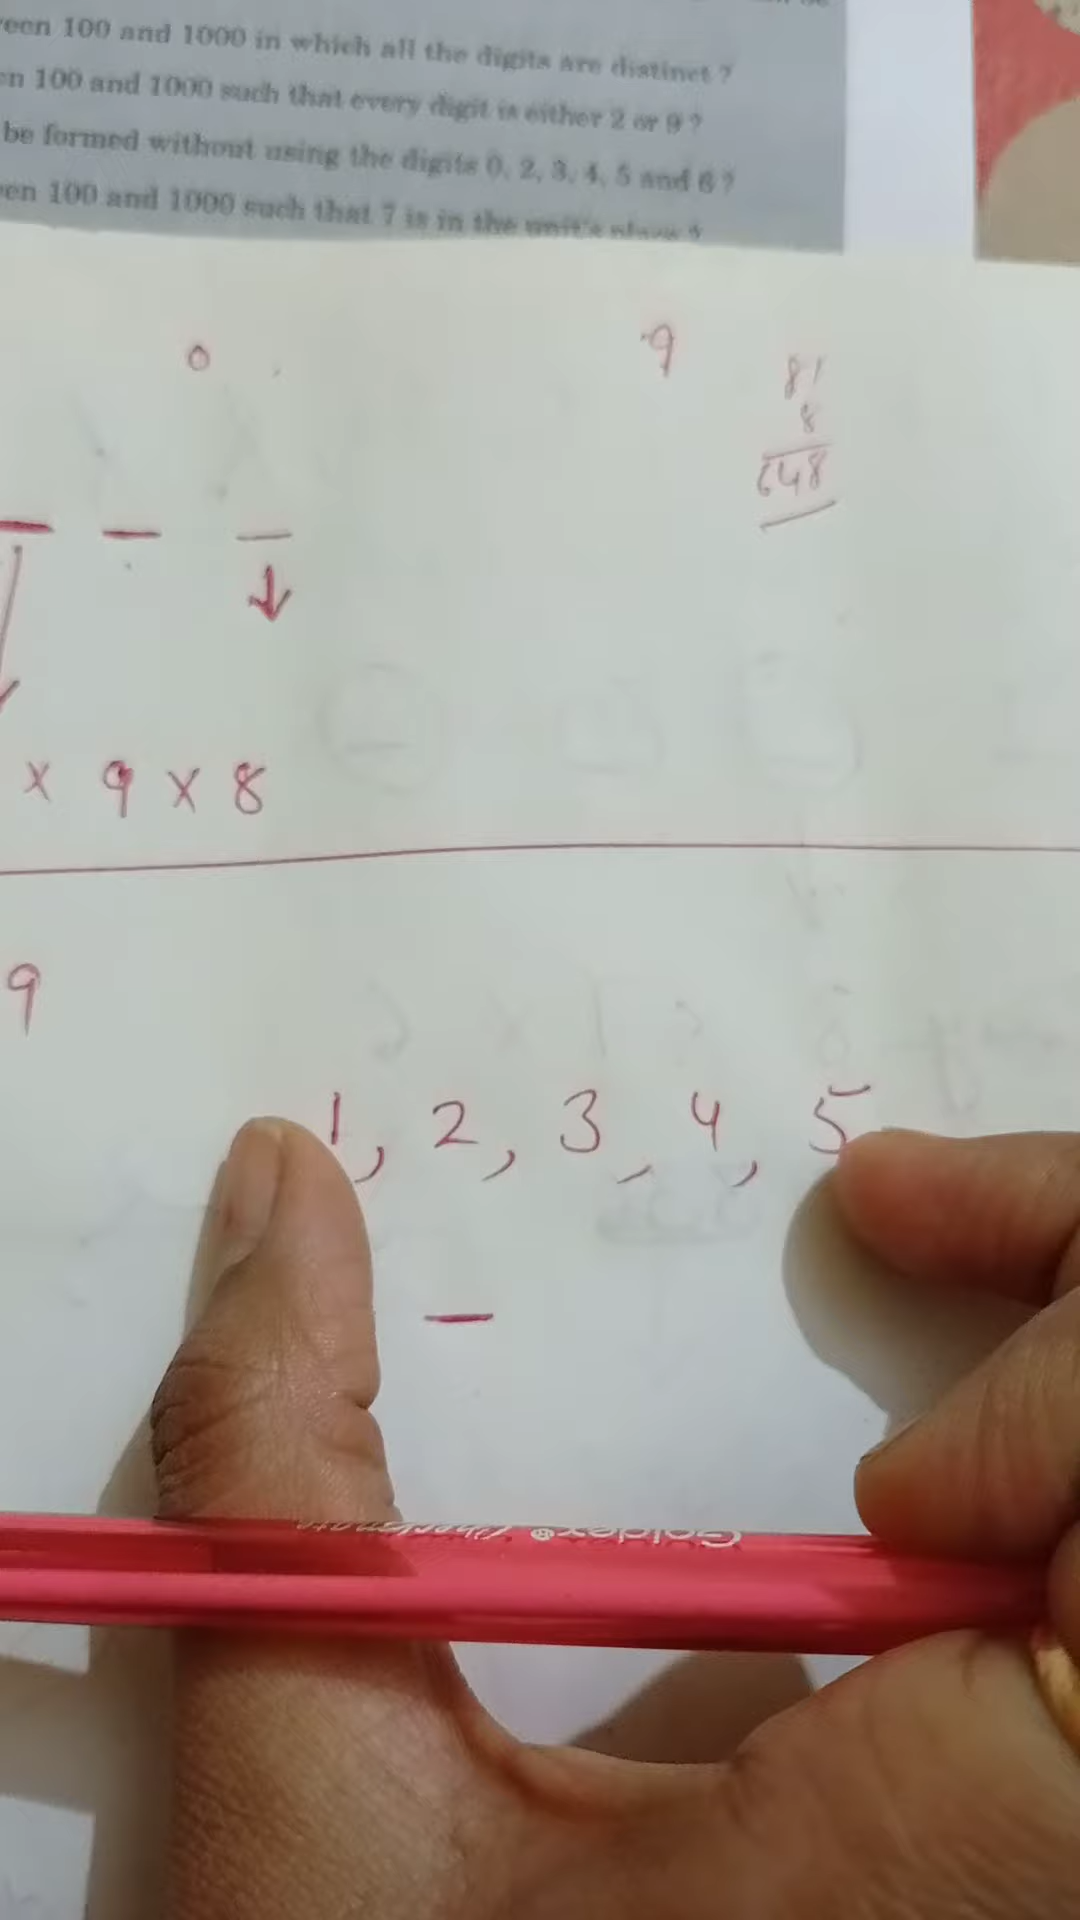 een 100 and 1000 in which all the digits are distinct ?
en 100 and 1000 such that every digit is either 2 or 9 ?
be formed without using the digits 0, 2, 3, 4, 5 and 6 ?
een 100 and 1000 such that 7 is in the unit's place ?
0
9
81
8
648
× 9 × 8
9
1, 2, 3, 4, 5
Goldex